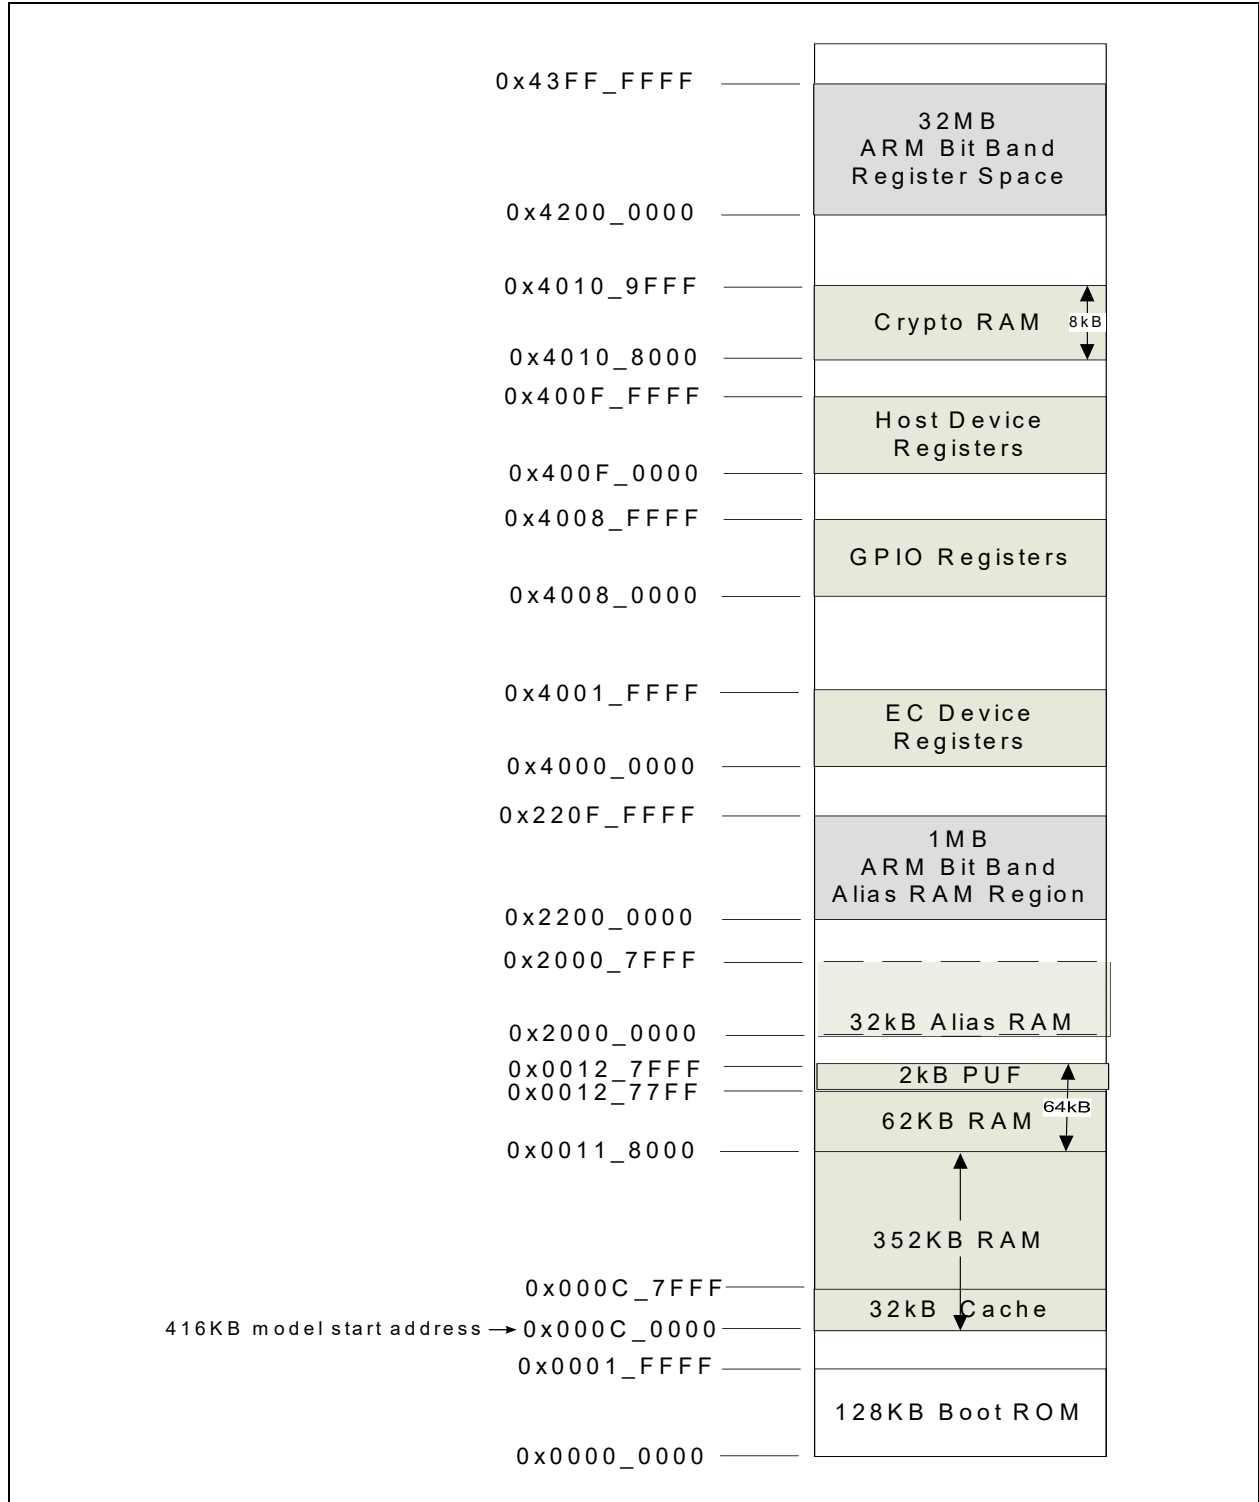 0x43FF_FFFF
32MB
ARM Bit Band
Register Space
0x4200_0000
0x4010_9FFF
Crypto RAM
8kB
0x4010_8000
0x400F_FFFF
Host Device
Registers
0x400F_0000
0x4008_FFFF
GPIO Registers
0x4008_0000
0x4001_FFFF
EC Device
Registers
0x4000_0000
0x220F_FFFF
1MB
ARM Bit Band
Alias RAM Region
0x2200_0000
0x2000_7FFF
32kB Alias RAM
0x2000_0000
0x0012_7FFF
2kB PUF
0x0012_77FF
64kB
62KB RAM
0x0011_8000
352KB RAM
0x000C_7FFF
32kB Cache
416KB model start address
0x000C_0000
0x0001_FFFF
128KB Boot ROM
0x0000_0000